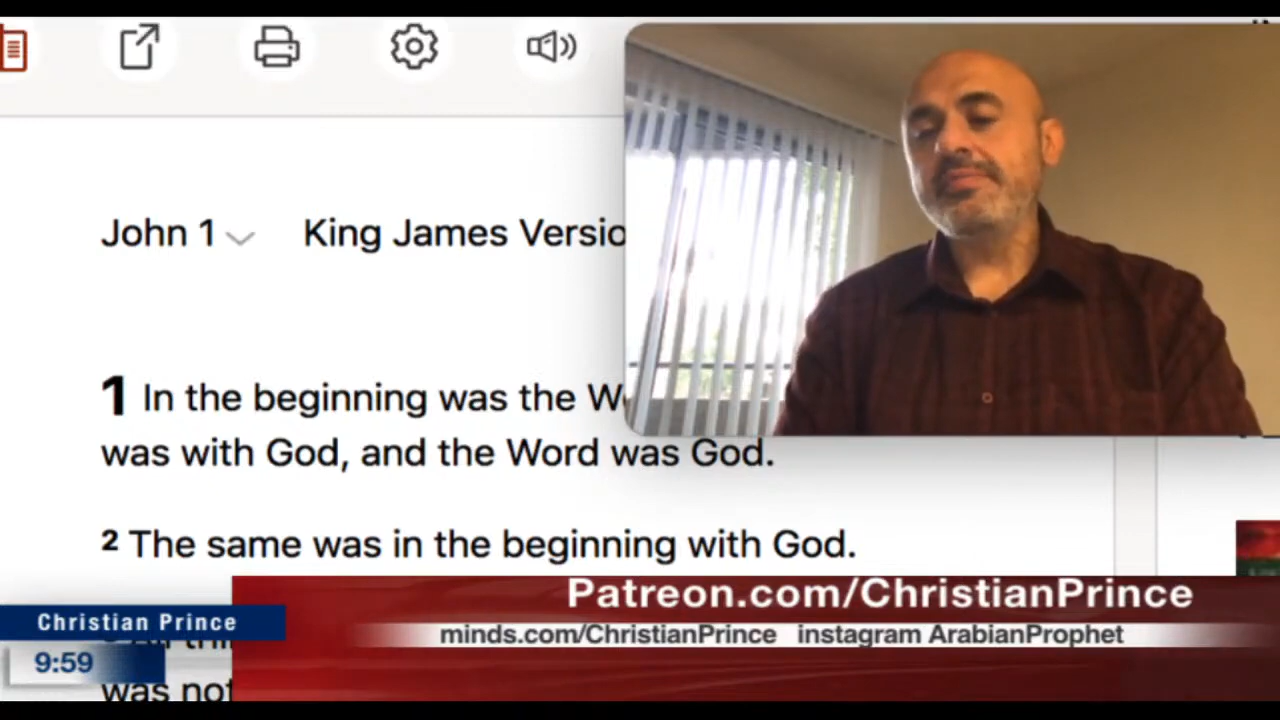 John 1
King James Versio
1 In the beginning was the W
was with God, and the Word was God.
2 The same was in the beginning with God.
Patreon.com/ChristianPrince
Christian Prince
minds.com/ChristianPrince instagram ArabianProphet
9:59
was not